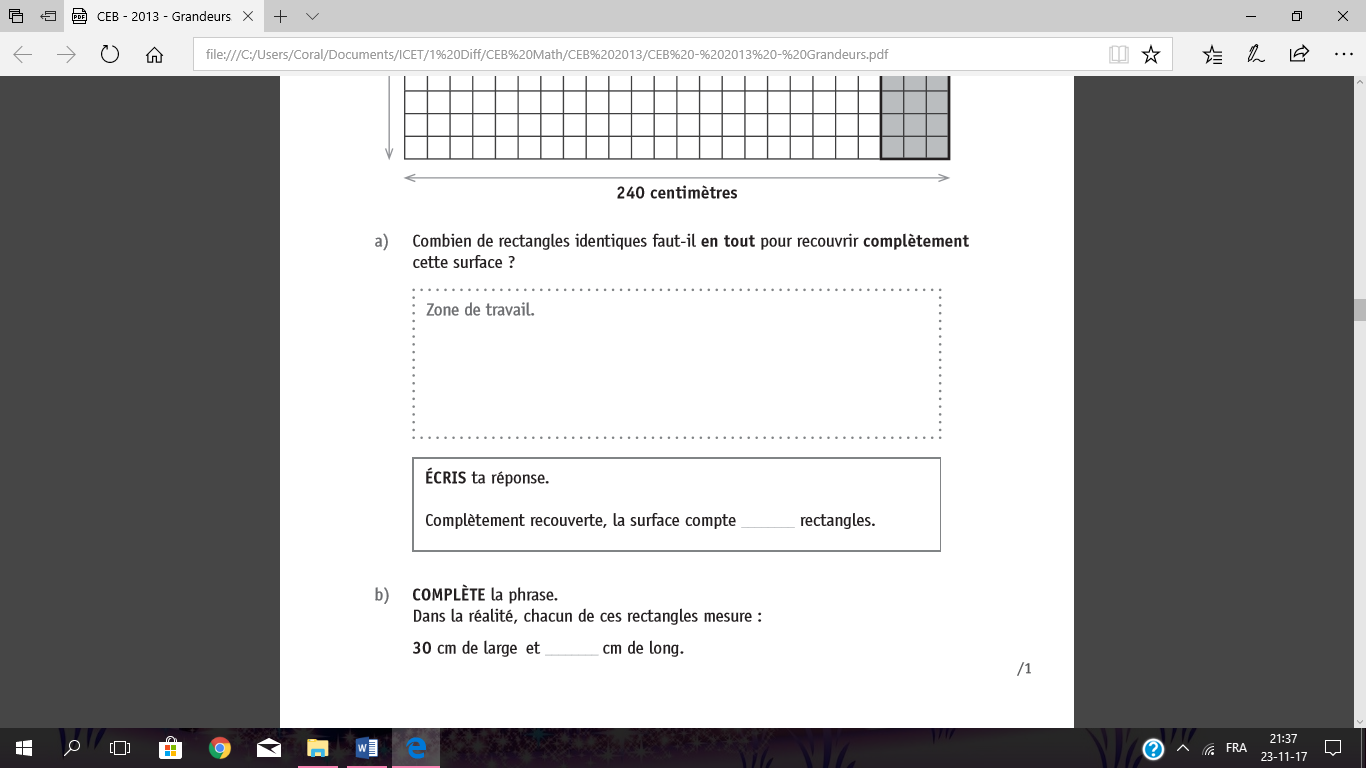 CEB - 2013 - Grandeurs
file:///C:/Users/Coral/Documents/ICET/1%20Diff/CEB%20Math/CEB%202013/CEB%20-%202013%20-%20Grandeurs.pdf
240 centimètres
a) Combien de rectangles identiques faut-il en tout pour recouvrir complètement
cette surface ?
Zone de travail.
ÉCRIS ta réponse.
Complètement recouverte, la surface compte ______ rectangles.
b) COMPLÈTE la phrase.
Dans la réalité, chacun de ces rectangles mesure :
30 cm de large et ______ cm de long.
/1
FRA
21:37
23-11-17